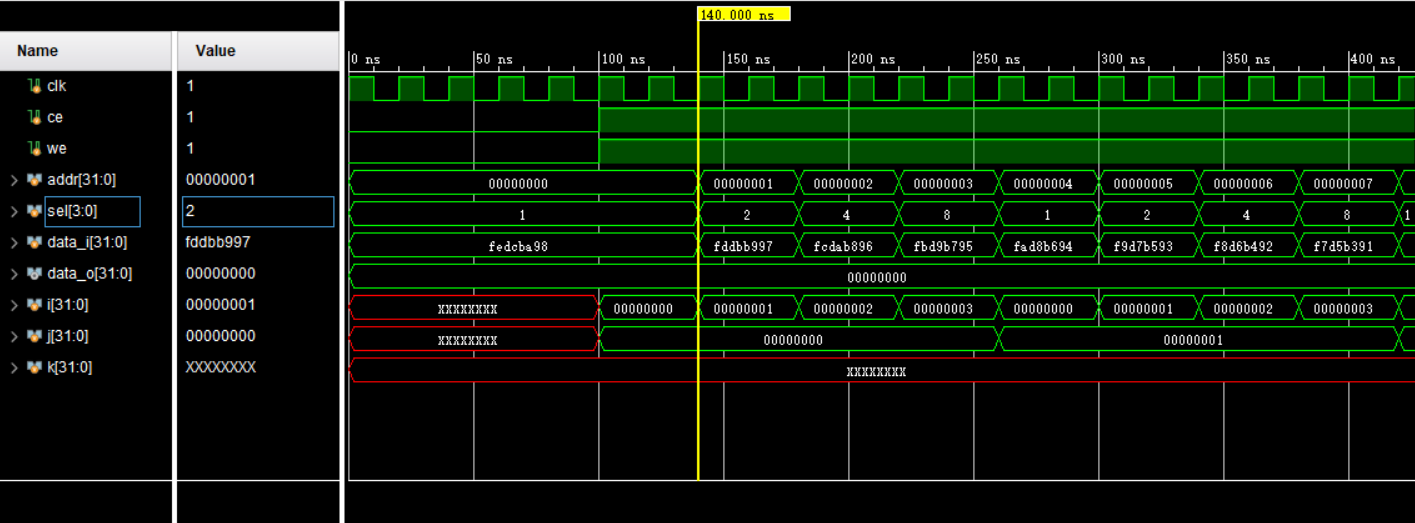 140.000 ns
Name Value
0 ns 50 ns 100 ns 150 ns 200 ns 250 ns 300 ns 350 ns 400 ns
clk 1
ce 1
we 1
addr[31:0] 00000001 00000000 00000001 00000002 00000003 00000004 00000005 00000006 00000007
sel[3:0] 2 1 2 4 8 1 2 4 8 1
data_i[31:0] fddbb997 fedcba98 fddbb997 fcdab896 fbd9b795 fad8b694 f9d7b593 f8d6b492 f7d5b391
data_o[31:0] 00000000 00000000
i[31:0] 00000001 XXXXXXXX 00000000 00000001 00000002 00000003 00000000 00000001 00000002 00000003
j[31:0] 00000000 XXXXXXXX 00000000 00000001
k[31:0] XXXXXXXX XXXXXXXX